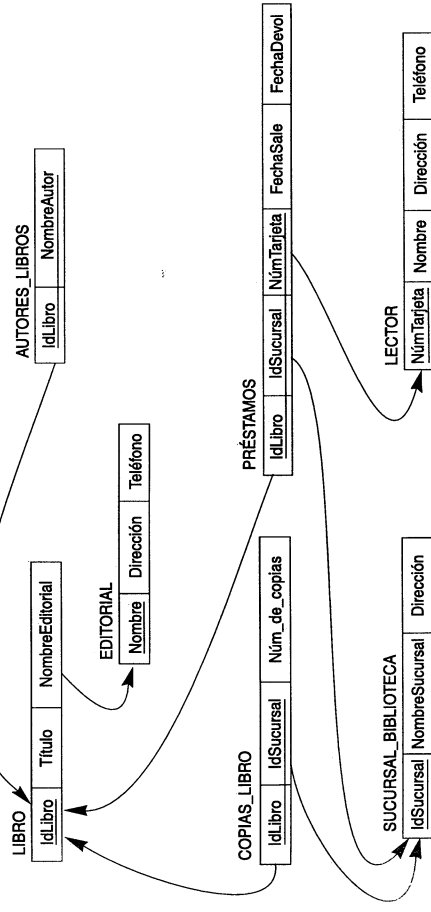 LIBRO
IdLibro Título NombreEditorial
AUTORES_LIBROS
IdLibro NombreAutor
EDITORIAL
Nombre Dirección Teléfono
COPIAS_LIBRO
IdLibro IdSucursal Núm_de_copias
PRÉSTAMOS
IdLibro IdSucursal NúmTarjeta FechaSale FechaDevol
SUCURSAL_BIBLIOTECA
IdSucursal NombreSucursal Dirección
LECTOR
NúmTarjeta Nombre Dirección Teléfono